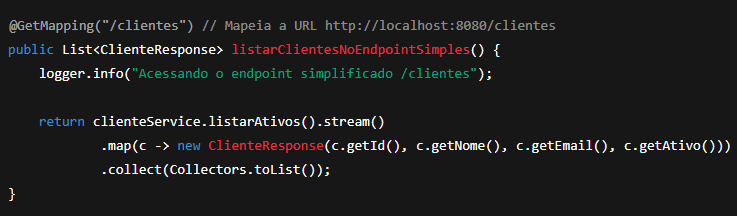 @GetMapping("/clientes") // Mapeia a URL http://localhost:8080/clientes
public List<ClienteResponse> listarClientesNoEndpointSimples() {
    logger.info("Acessando o endpoint simplificado /clientes");

    return clienteService.listarAtivos().stream()
            .map(c -> new ClienteResponse(c.getId(), c.getNome(), c.getEmail(), c.getAtivo()))
            .collect(Collectors.toList());
}